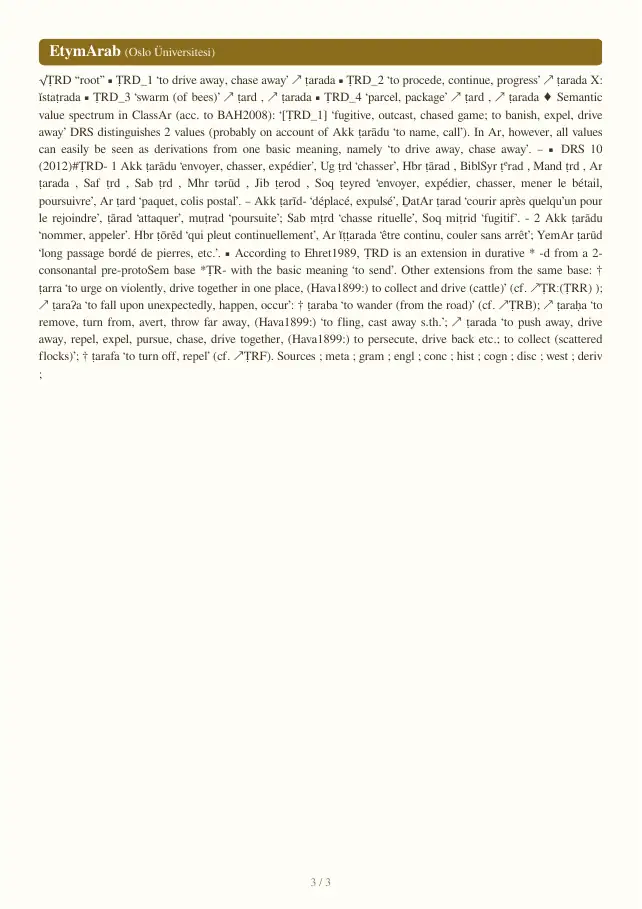 EtymArab (Oslo Üniversitesi)
√ṬRD “root” ▪ ṬRD_1 ‘to drive away, chase away’ ↗ ṭarada ▪ ṬRD_2 ‘to procede, continue, progress’ ↗ ṭarada X:
ĭstaṭrada ▪ ṬRD_3 ‘swarm (of bees)’ ↗ ṭard , ↗ ṭarada ▪ ṬRD_4 ‘parcel, package’ ↗ ṭard , ↗ ṭarada ♦ Semantic
value spectrum in ClassAr (acc. to BAH2008): ‘[ṬRD_1] ‘fugitive, outcast, chased game; to banish, expel, drive
away’ DRS distinguishes 2 values (probably on account of Akk ṭarādu ‘to name, call’). In Ar, however, all values
can easily be seen as derivations from one basic meaning, namely ‘to drive away, chase away’. – ▪ DRS 10
(2012)#ṬRD- 1 Akk ṭarādu ‘envoyer, chasser, expédier’, Ug ṭrd ‘chasser’, Hbr ṭārad , BiblSyr ṭᵉrad , Mand ṭrd , Ar
ṭarada , Saf ṭrd , Sab ṭrd , Mhr tərūd , Jib ṭerod , Soq ṭeyred ‘envoyer, expédier, chasser, mener le bétail,
poursuivre’, Ar ṭard ‘paquet, colis postal’. – Akk ṭarīd- ‘déplacé, expulsé’, ḌatAr ṭarad ‘courir après quelqu’un pour
le rejoindre’, ṭārad ‘attaquer’, muṭrad ‘poursuite’; Sab mṭrd ‘chasse rituelle’, Soq miṭrid ‘fugitif’. - 2 Akk ṭarādu
‘nommer, appeler’. Hbr ṭōrēd ‘qui pleut continuellement’, Ar ĭṭṭarada ‘être continu, couler sans arrêt’; YemAr ṭarūd
‘long passage bordé de pierres, etc.’. ▪ According to Ehret1989, ṬRD is an extension in durative * -d from a 2-
consonantal pre-protoSem base *ṬR- with the basic meaning ‘to send’. Other extensions from the same base: †
ṭarra ‘to urge on violently, drive together in one place, (Hava1899:) to collect and drive (cattle)’ (cf. ↗ṬR:(ṬRR) );
↗ ṭaraʔa ‘to fall upon unexpectedly, happen, occur’: † ṭaraba ‘to wander (from the road)’ (cf. ↗ṬRB); ↗ ṭaraḥa ‘to
remove, turn from, avert, throw far away, (Hava1899:) ‘to fling, cast away s.th.’; ↗ ṭarada ‘to push away, drive
away, repel, expel, pursue, chase, drive together, (Hava1899:) to persecute, drive back etc.; to collect (scattered
flocks)’; † ṭarafa ‘to turn off, repel’ (cf. ↗ṬRF). Sources ; meta ; gram ; engl ; conc ; hist ; cogn ; disc ; west ; deriv
;
3 / 3